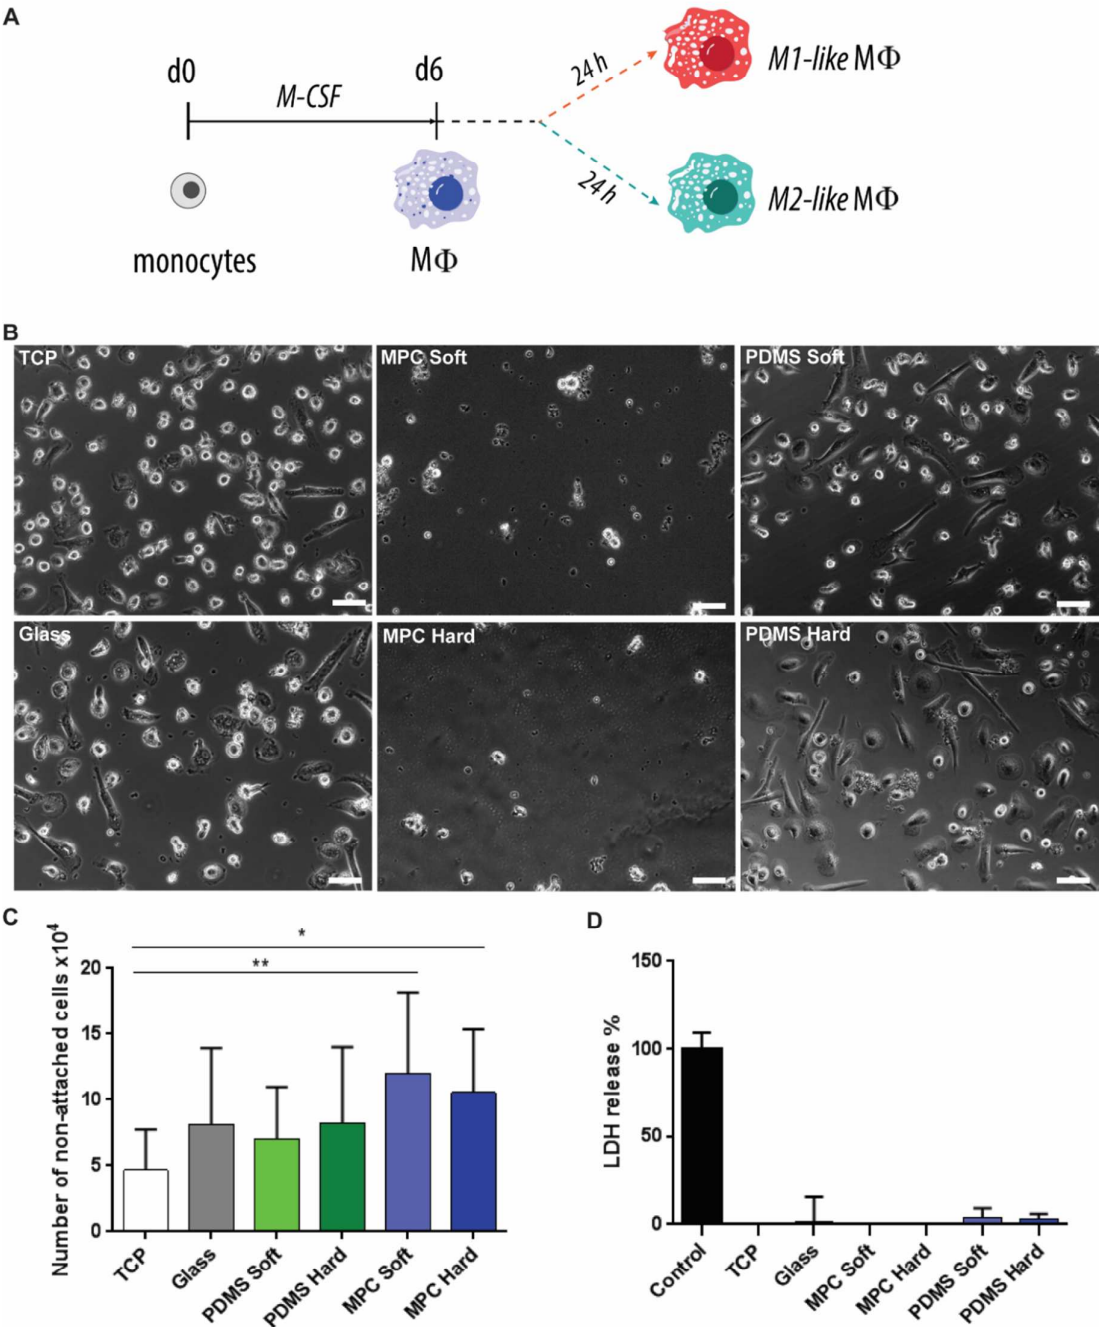 A
d0
d6
M-CSF
24 h
24 h
M1-like MΦ
M2-like MΦ
monocytes
MΦ
B
TCP
MPC Soft
PDMS Soft
Glass
MPC Hard
PDMS Hard
C
Number of non-attached cells x10⁴
*
**
20
15
10
5
0
TCP
Glass
PDMS Soft
PDMS Hard
MPC Soft
MPC Hard
D
LDH release %
150
100
50
0
Control
TCP
Glass
MPC Soft
MPC Hard
PDMS Soft
PDMS Hard